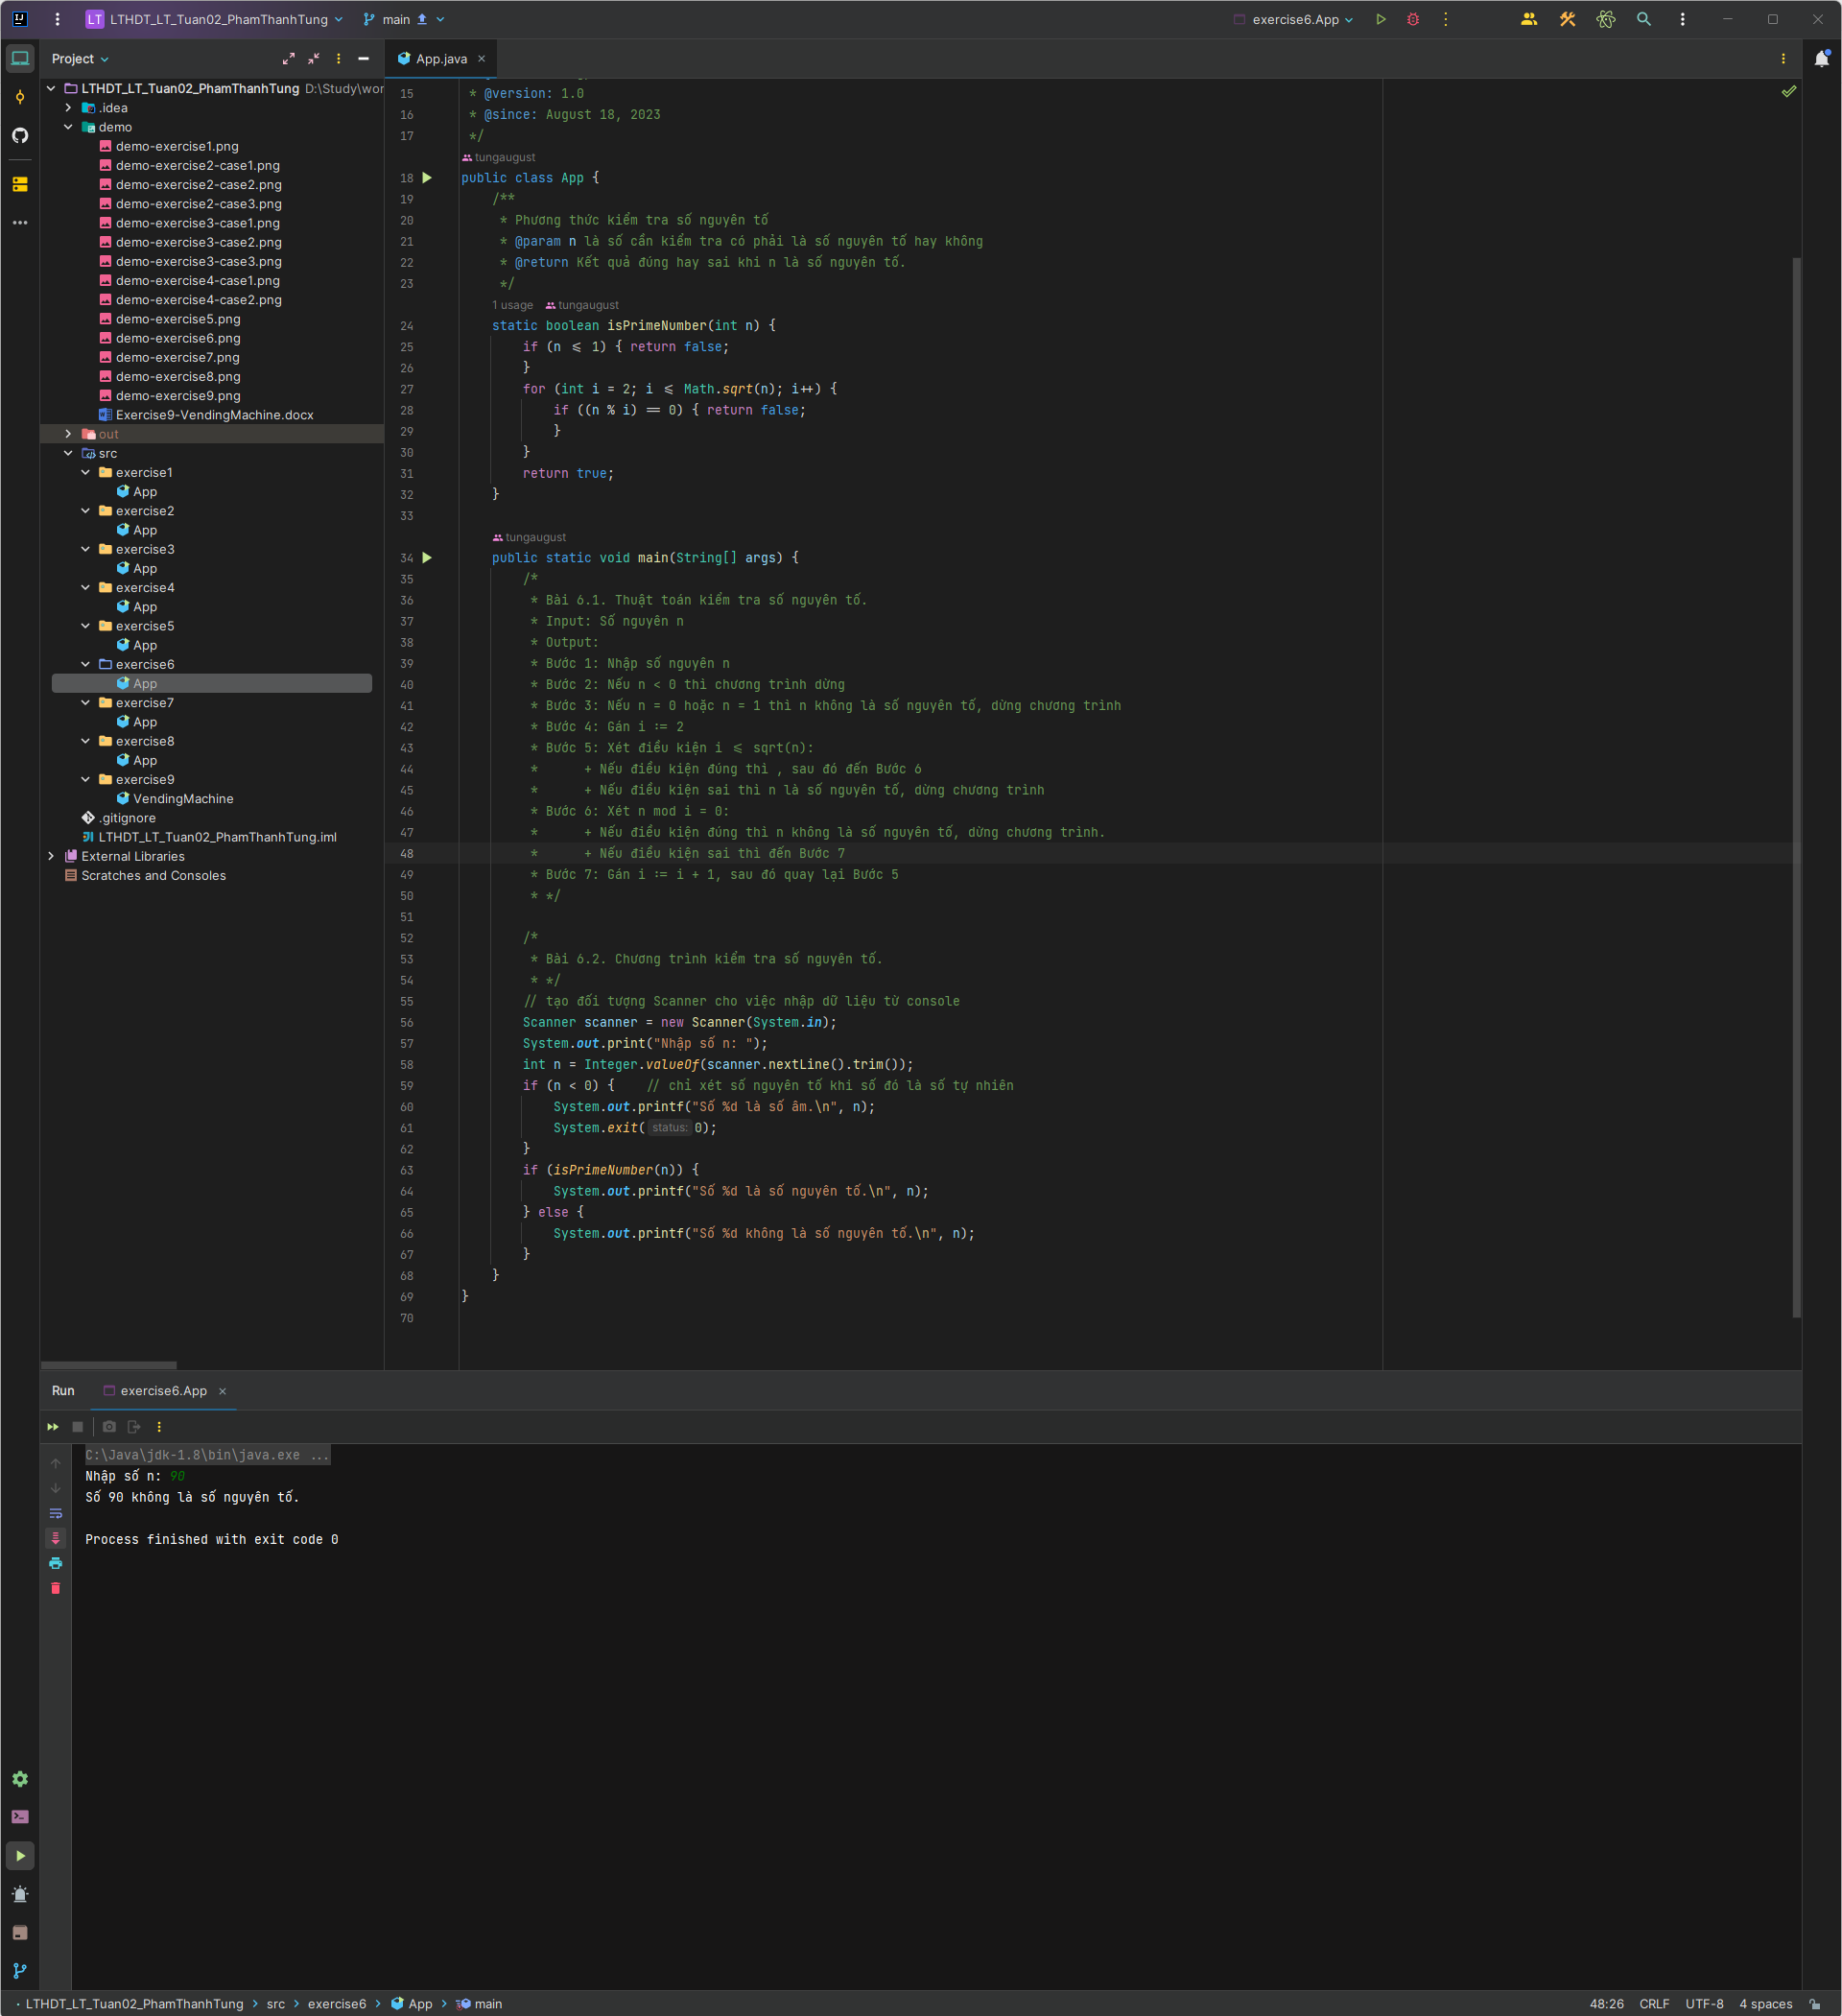 LT LTHDT_LT_Tuan02_PhamThanhTung main exercise6.App
Project
LTHDT_LT_Tuan02_PhamThanhTung D:\Study\wor
.idea
demo
demo-exercise1.png
demo-exercise2-case1.png
demo-exercise2-case2.png
demo-exercise2-case3.png
demo-exercise3-case1.png
demo-exercise3-case2.png
demo-exercise3-case3.png
demo-exercise4-case1.png
demo-exercise4-case2.png
demo-exercise5.png
demo-exercise6.png
demo-exercise7.png
demo-exercise8.png
demo-exercise9.png
Exercise9-VendingMachine.docx
out
src
exercise1
App
exercise2
App
exercise3
App
exercise4
App
exercise5
App
exercise6
App
exercise7
App
exercise8
App
exercise9
VendingMachine
.gitignore
LTHDT_LT_Tuan02_PhamThanhTung.iml
External Libraries
Scratches and Consoles
App.java
15 * @version: 1.0
16 * @since: August 18, 2023
17 */
tungaugust
18 public class App {
19 /**
20 * Phương thức kiểm tra số nguyên tố
21 * @param n là số cần kiểm tra có phải là số nguyên tố hay không
22 * @return Kết quả đúng hay sai khi n là số nguyên tố.
23 */
1 usage tungaugust
24 static boolean isPrimeNumber(int n) {
25 if (n <= 1) { return false;
26 }
27 for (int i = 2; i <= Math.sqrt(n); i++) {
28 if ((n % i) == 0) { return false;
29 }
30 }
31 return true;
32 }
33
tungaugust
34 public static void main(String[] args) {
35 /*
36 * Bài 6.1. Thuật toán kiểm tra số nguyên tố.
37 * Input: Số nguyên n
38 * Output:
39 * Bước 1: Nhập số nguyên n
40 * Bước 2: Nếu n < 0 thì chương trình dừng
41 * Bước 3: Nếu n = 0 hoặc n = 1 thì n không là số nguyên tố, dừng chương trình
42 * Bước 4: Gán i := 2
43 * Bước 5: Xét điều kiện i <= sqrt(n):
44 * + Nếu điều kiện đúng thì , sau đó đến Bước 6
45 * + Nếu điều kiện sai thì n là số nguyên tố, dừng chương trình
46 * Bước 6: Xét n mod i = 0:
47 * + Nếu điều kiện đúng thì n không là số nguyên tố, dừng chương trình.
48 * + Nếu điều kiện sai thì đến Bước 7
49 * Bước 7: Gán i := i + 1, sau đó quay lại Bước 5
50 * */
51
52 /*
53 * Bài 6.2. Chương trình kiểm tra số nguyên tố.
54 * */
55 // tạo đối tượng Scanner cho việc nhập dữ liệu từ console
56 Scanner scanner = new Scanner(System.in);
57 System.out.print("Nhập số n: ");
58 int n = Integer.valueOf(scanner.nextLine().trim());
59 if (n < 0) { // chỉ xét số nguyên tố khi số đó là số tự nhiên
60 System.out.printf("Số %d là số âm.\n", n);
61 System.exit( status: 0);
62 }
63 if (isPrimeNumber(n)) {
64 System.out.printf("Số %d là số nguyên tố.\n", n);
65 } else {
66 System.out.printf("Số %d không là số nguyên tố.\n", n);
67 }
68 }
69 }
70
Run exercise6.App
C:\Java\jdk-1.8\bin\java.exe ...
Nhập số n: 90
Số 90 không là số nguyên tố.
Process finished with exit code 0
LTHDT_LT_Tuan02_PhamThanhTung > src > exercise6 > App > main 48:26 CRLF UTF-8 4 spaces